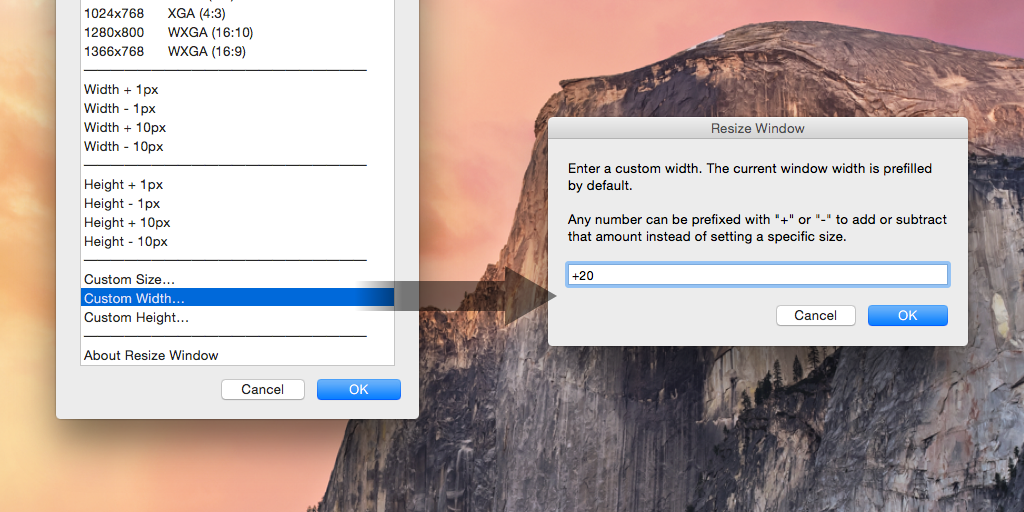 1024x768 XGA (4:3)
1280x800 WXGA (16:10)
1366x768 WXGA (16:9)
Width + 1px
Width - 1px
Width + 10px
Width - 10px
Height + 1px
Height - 1px
Height + 10px
Height - 10px
Custom Size…
Custom Width…
Custom Height…
About Resize Window
Cancel OK
Resize Window
Enter a custom width. The current window width is prefilled
by default.
Any number can be prefixed with "+" or "-" to add or subtract
that amount instead of setting a specific size.
+20
Cancel OK